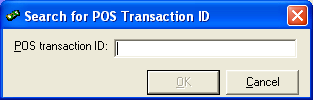 Search for POS Transaction ID
POS transaction ID:
OK
Cancel